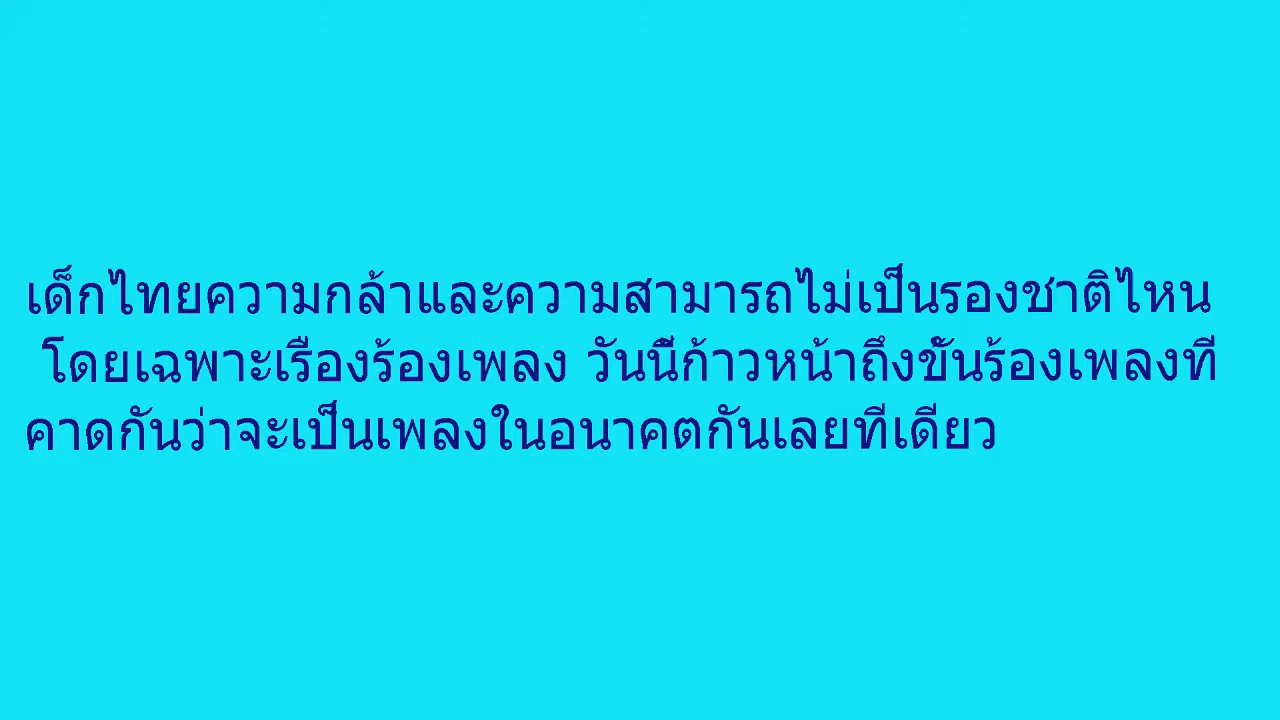 เด็กไทยความกล้าและความสามารถไม่เป็นรองชาติไหน
โดยเฉพาะเรื่องร้องเพลง วันนี้ก้าวหน้าถึงขั้นร้องเพลงที่
คาดกันว่าจะเป็นเพลงในอนาคตกันเลยทีเดียว